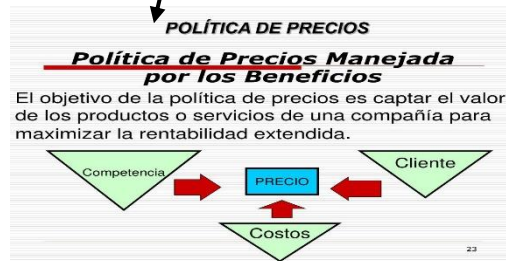 POLÍTICA DE PRECIOS
Política de Precios Manejada
por los Beneficios
El objetivo de la política de precios es captar el valor
de los productos o servicios de una compañía para
maximizar la rentabilidad extendida.
Competencia
PRECIO
Cliente
Costos
23